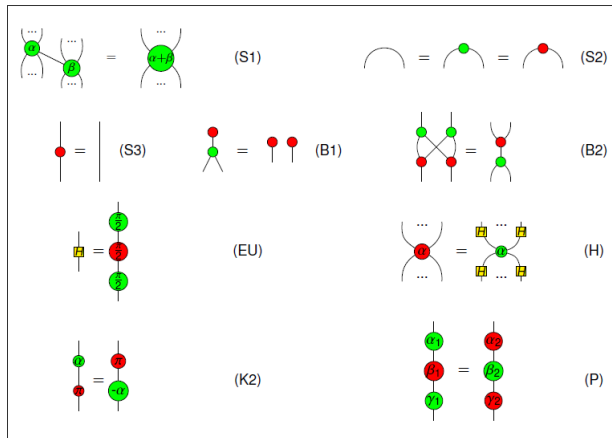 ... ... ... ...
α = α+β (S1) = = (S2)
β
... ... ... ...
= (S3) = (B1) = (B2)
π/2 ... H ... H
H = π/2 (EU) α = α (H)
π/2 ... H ... H
α π α₁ α₂
= (K2) β₁ = β₂ (P)
π -α γ₁ γ₂